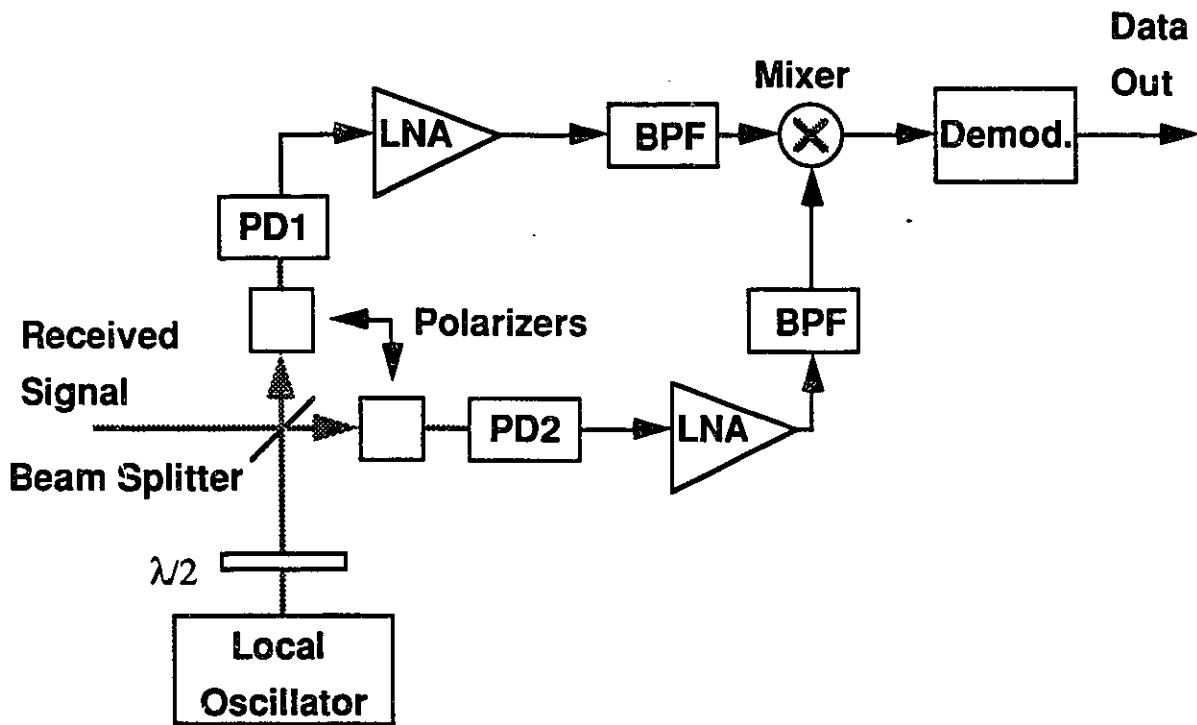 Data
Out
Mixer
LNA
BPF
Demod.
PD1
Polarizers
BPF
Received
Signal
PD2
LNA
Beam Splitter
λ/2
Local
Oscillator